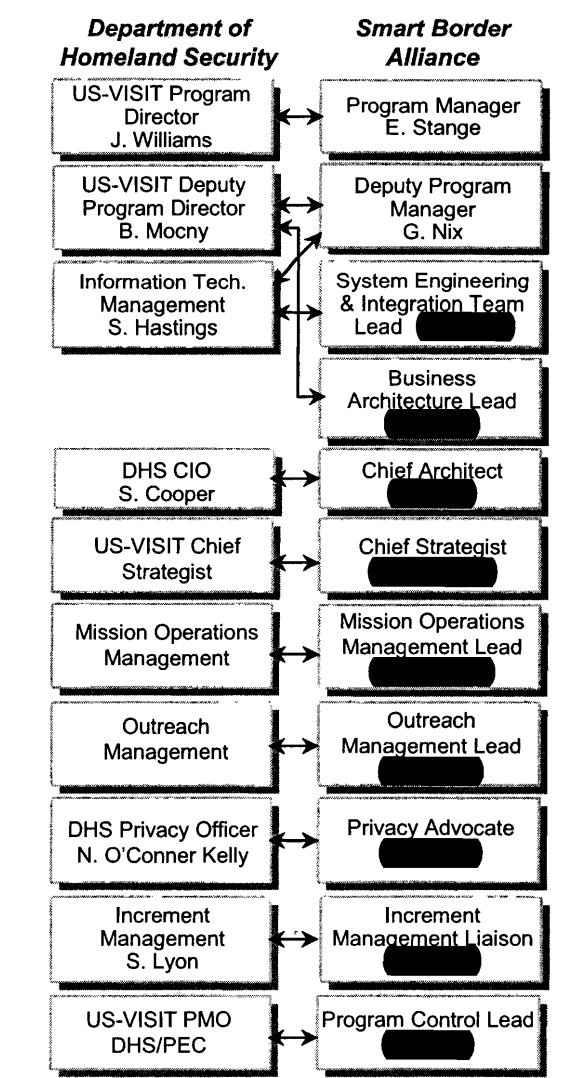 Department of
Homeland Security
Smart Border
Alliance
US-VISIT Program
Director
J. Williams
Program Manager
E. Stange
US-VISIT Deputy
Program Director
B. Mocny
Deputy Program
Manager
G. Nix
Information Tech.
Management
S. Hastings
System Engineering
& Integration Team
Lead
Business
Architecture Lead
DHS CIO
S. Cooper
Chief Architect
US-VISIT Chief
Strategist
Chief Strategist
Mission Operations
Management
Mission Operations
Management Lead
Outreach
Management
Outreach
Management Lead
DHS Privacy Officer
N. O'Conner Kelly
Privacy Advocate
Increment
Management
S. Lyon
Increment
Management Liaison
US-VISIT PMO
DHS/PEC
Program Control Lead